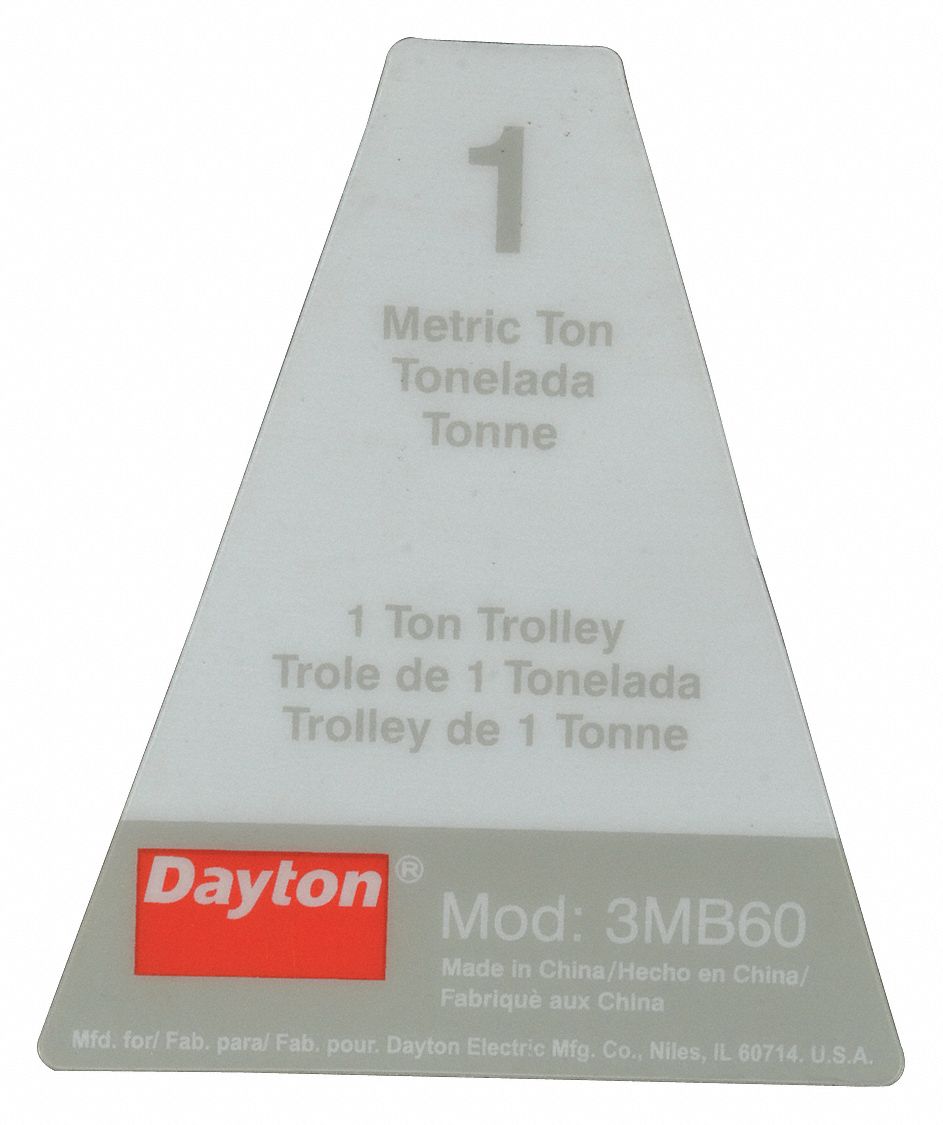 1
Metric Ton
Tonelada
Tonne
1 Ton Trolley
Trole de 1 Tonelada
Trolley de 1 Tonne
Dayton®
Mod: 3MB60
Made in China/Hecho en China/
Fabriquè aux China
Mfd. for/ Fab. para/ Fab. pour. Dayton Electric Mfg. Co., Niles, IL 60714. U.S.A.